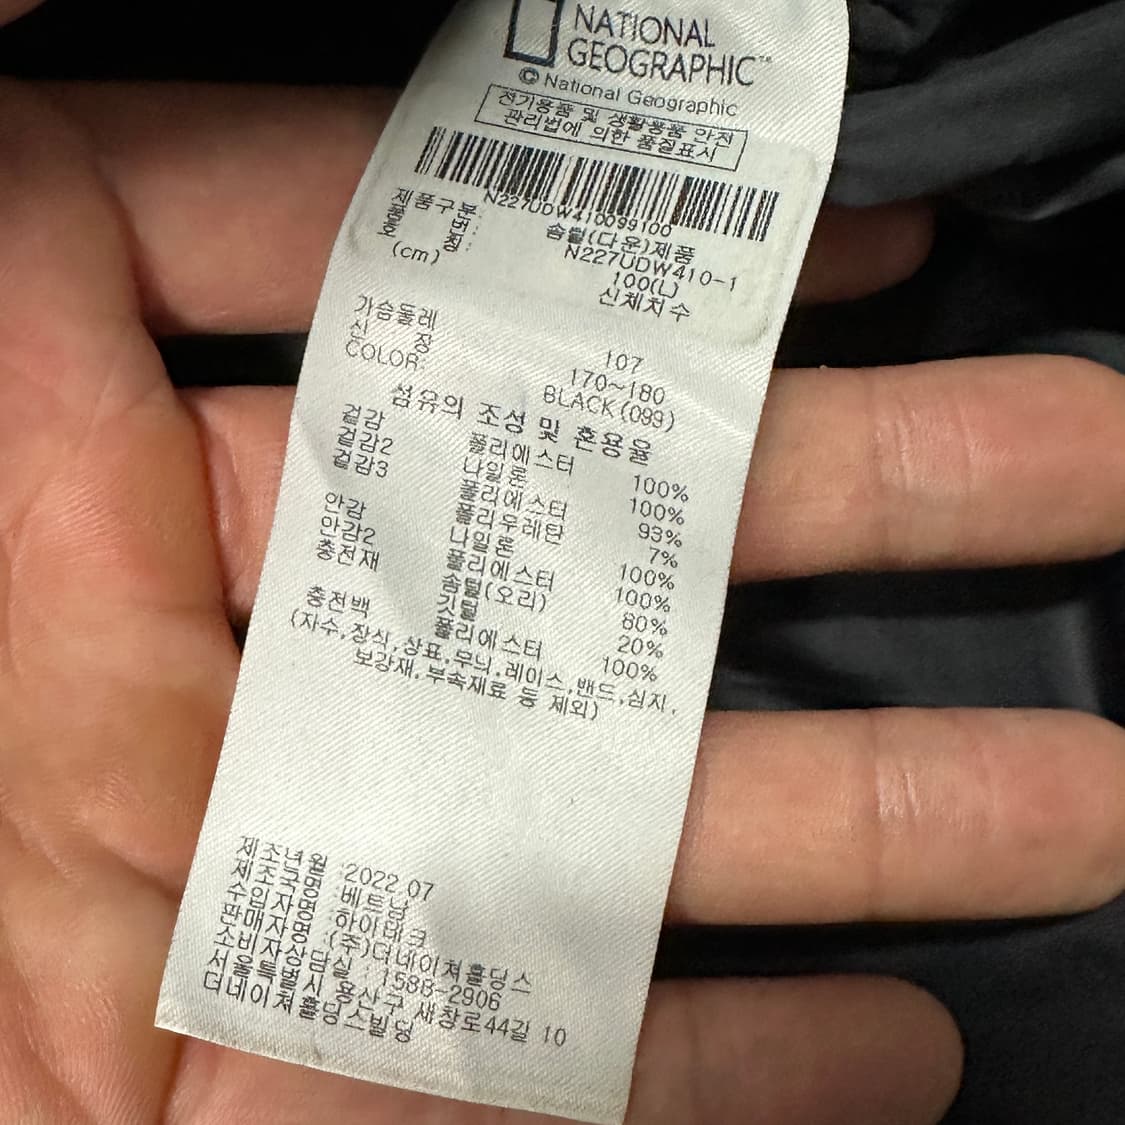 NATIONAL
GEOGRAPHIC™
© National Geographic
전기용품 및 생활용품 안전
관리법에 의한 품질표시
N227UDW410099100
제품구분: 솜털(다운)제품
품 번: N227UDW410-1
호 칭: 100(L)
(cm) 신체치수
가슴둘레 107
신 장 170~180
COLOR: BLACK(099)
섬유의 조성 및 혼용율
겉감 폴리에스터 100%
겉감2 나일론 100%
겉감3 폴리에스터 93%
폴리우레탄 7%
안감 나일론 100%
안감2 폴리에스터 100%
충전재 솜털(오리) 80%
깃털 20%
충전백 폴리에스터 100%
(자수,장식,상표,무늬,레이스,밴드,심지,
보강재,부속재료 등 제외)
제조년월 :2022.07
제조국명 :베트남
수입자명 :하이테크
판매자명 :(주)더네이쳐홀딩스
소비자상담실 :1588-2906
서울특별시 용산구 새창로44길 10
더네이쳐홀딩스빌딩